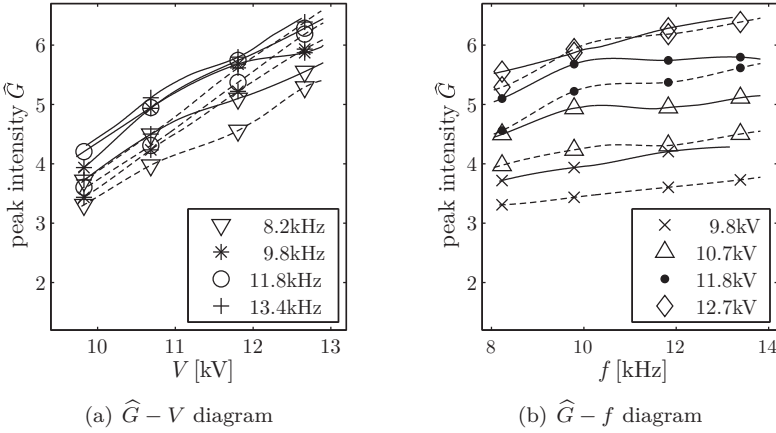 peak intensity Ĝ
6
5
4
3
2
10 11 12 13
V [kV]
8.2kHz
9.8kHz
11.8kHz
13.4kHz
(a) Ĝ − V diagram
peak intensity Ĝ
6
5
4
3
2
8 10 12 14
f [kHz]
9.8kV
10.7kV
11.8kV
12.7kV
(b) Ĝ − f diagram